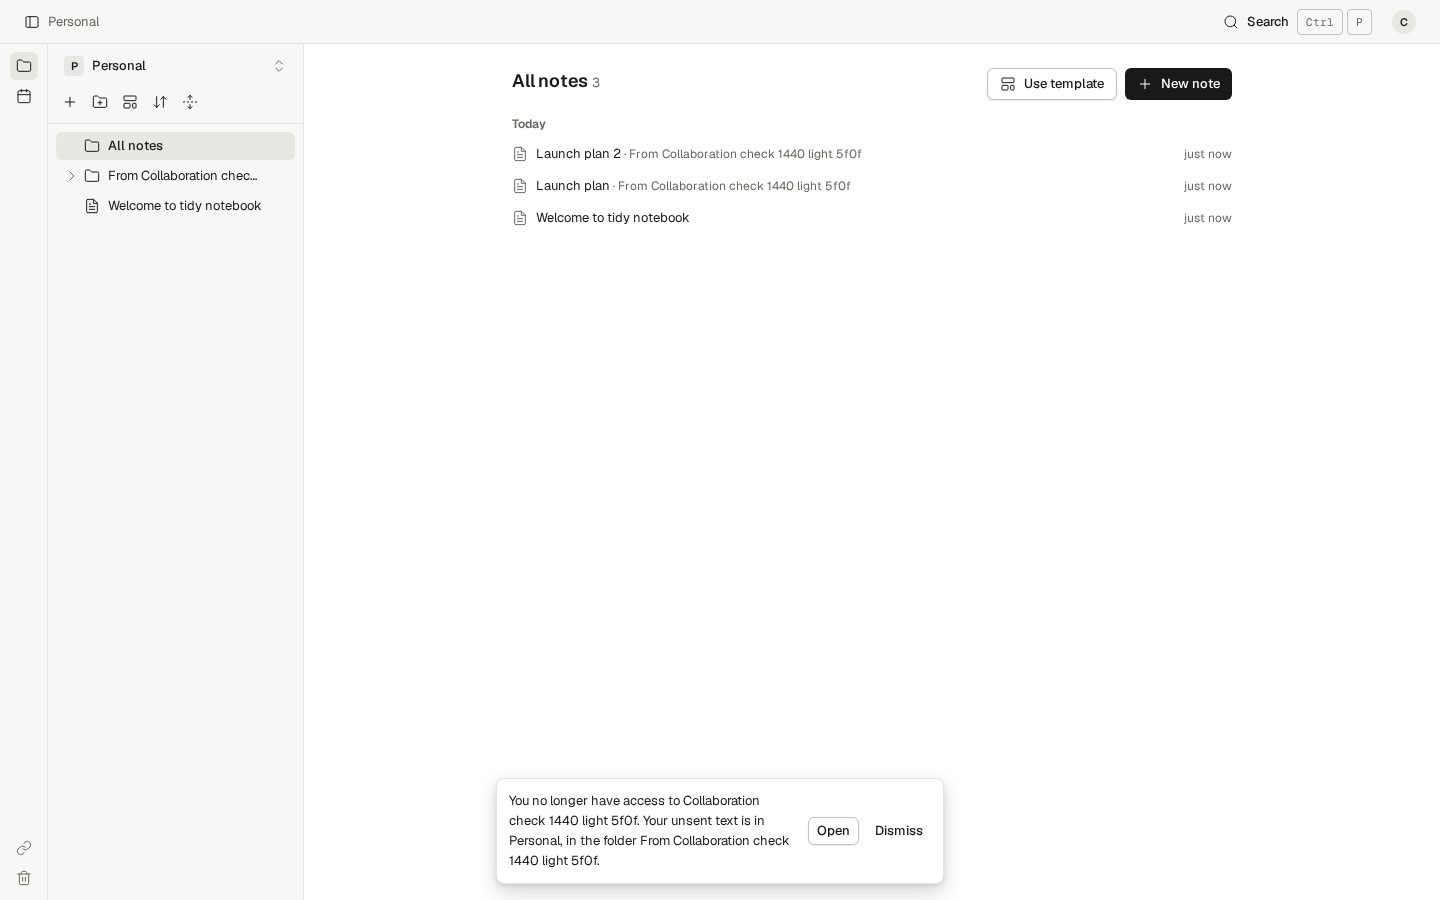 Personal
Search Ctrl P C
P Personal
All notes
From Collaboration chec...
Welcome to tidy notebook
All notes 3
Use template
New note
Today
Launch plan 2 · From Collaboration check 1440 light 5f0f just now
Launch plan · From Collaboration check 1440 light 5f0f just now
Welcome to tidy notebook just now
You no longer have access to Collaboration
check 1440 light 5f0f. Your unsent text is in
Personal, in the folder From Collaboration check
1440 light 5f0f.
Open
Dismiss